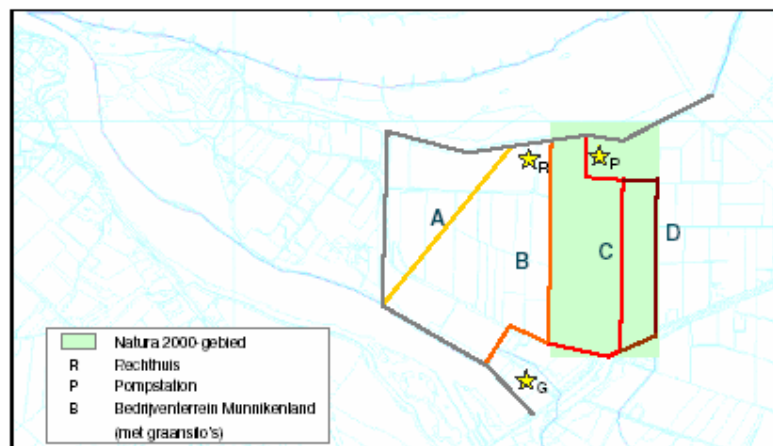 R
P
A
B
C
D
G
Natura 2000-gebied
R Rechthuis
P Pompstation
B Bedrijventerrein Munnikenland
(met graansilo's)